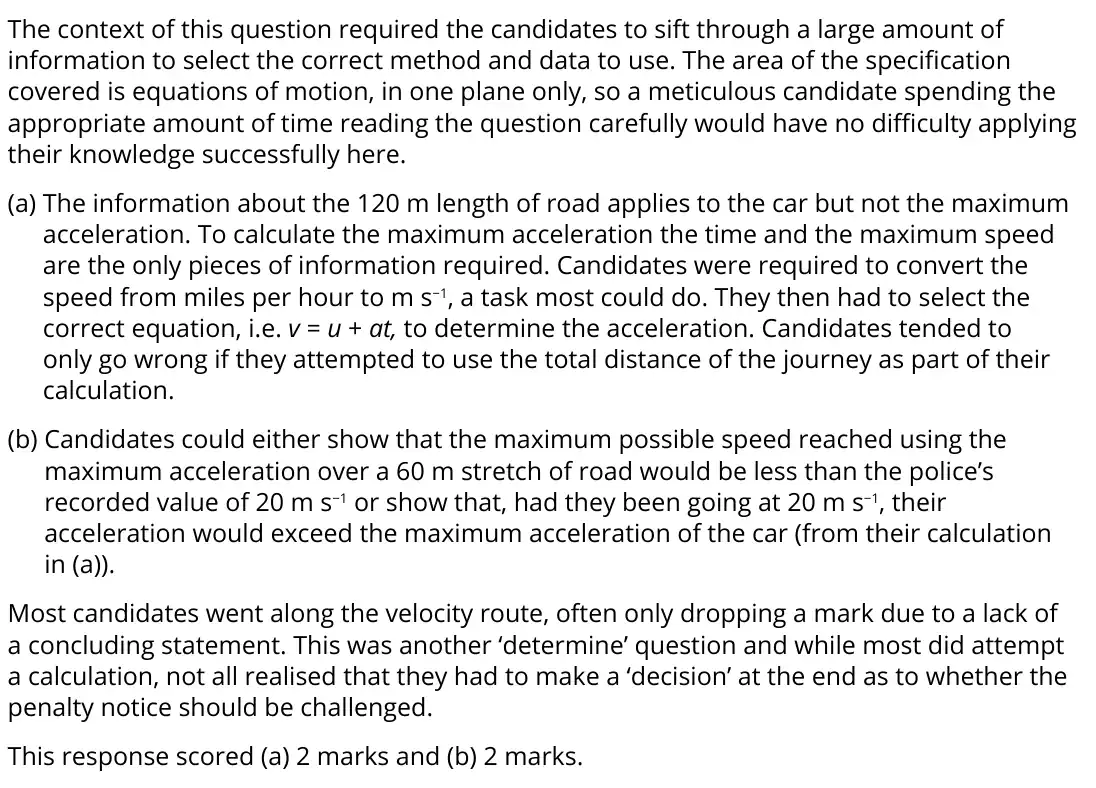 The context of this question required the candidates to sift through a large amount of
information to select the correct method and data to use. The area of the specification
covered is equations of motion, in one plane only, so a meticulous candidate spending the
appropriate amount of time reading the question carefully would have no difficulty applying
their knowledge successfully here.
(a) The information about the 120 m length of road applies to the car but not the maximum
acceleration. To calculate the maximum acceleration the time and the maximum speed
are the only pieces of information required. Candidates were required to convert the
speed from miles per hour to m s⁻¹, a task most could do. They then had to select the
correct equation, i.e. v = u + at, to determine the acceleration. Candidates tended to
only go wrong if they attempted to use the total distance of the journey as part of their
calculation.
(b) Candidates could either show that the maximum possible speed reached using the
maximum acceleration over a 60 m stretch of road would be less than the police’s
recorded value of 20 m s⁻¹ or show that, had they been going at 20 m s⁻¹, their
acceleration would exceed the maximum acceleration of the car (from their calculation
in (a)).
Most candidates went along the velocity route, often only dropping a mark due to a lack of
a concluding statement. This was another ‘determine’ question and while most did attempt
a calculation, not all realised that they had to make a ‘decision’ at the end as to whether the
penalty notice should be challenged.
This response scored (a) 2 marks and (b) 2 marks.